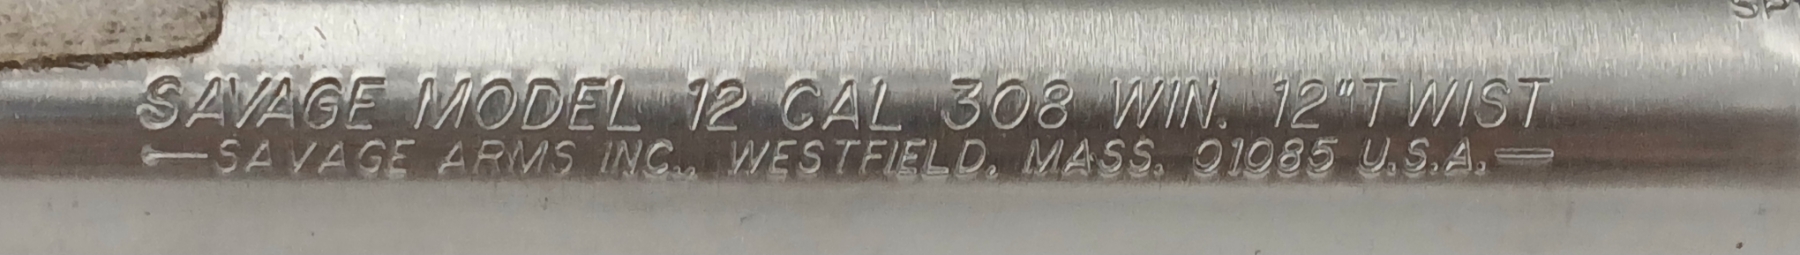 SAVAGE MODEL 12 CAL 308 WIN. 12"TWIST
—SAVAGE ARMS INC., WESTFIELD, MASS. 01085 U.S.A.—